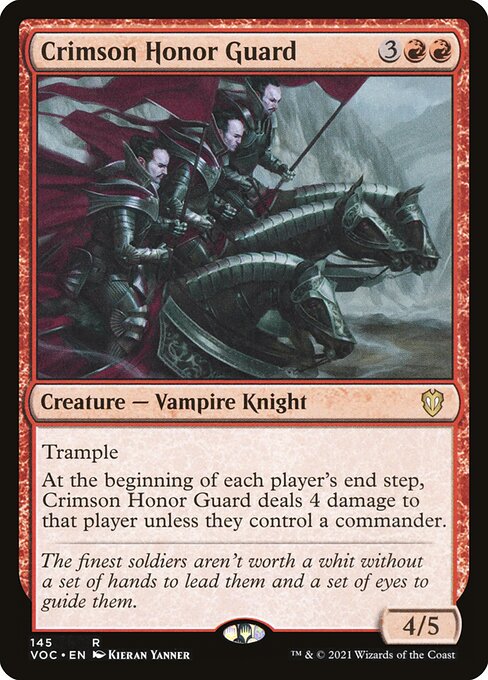 Crimson Honor Guard 3
Creature — Vampire Knight
Trample
At the beginning of each player's end step,
Crimson Honor Guard deals 4 damage to
that player unless they control a commander.
The finest soldiers aren't worth a whit without
a set of hands to lead them and a set of eyes to
guide them.
4/5
145 R
VOC • EN Kieran Yanner
™ & © 2021 Wizards of the Coast